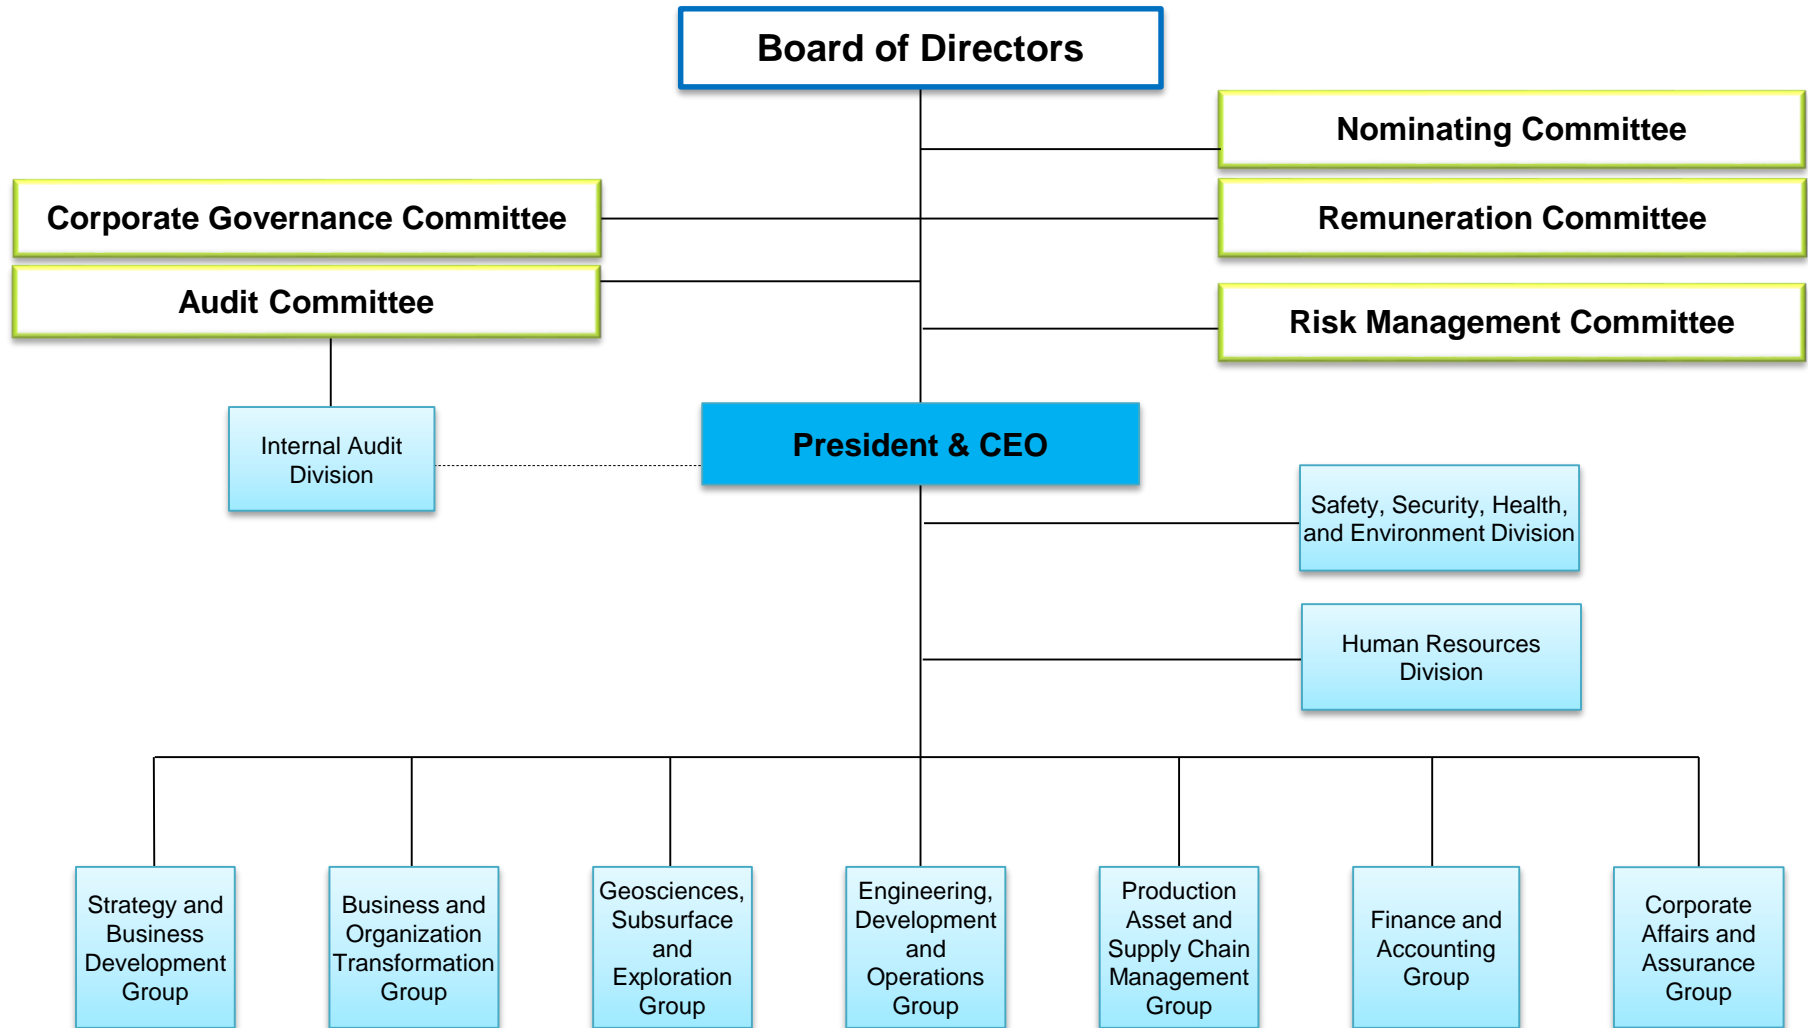 Board of Directors
Nominating Committee
Corporate Governance Committee
Remuneration Committee
Audit Committee
Risk Management Committee
Internal Audit
Division
President & CEO
Safety, Security, Health,
and Environment Division
Human Resources
Division
Strategy and
Business
Development
Group
Business and
Organization
Transformation
Group
Geosciences,
Subsurface
and
Exploration
Group
Engineering,
Development
and
Operations
Group
Production
Asset and
Supply Chain
Management
Group
Finance and
Accounting
Group
Corporate
Affairs and
Assurance
Group